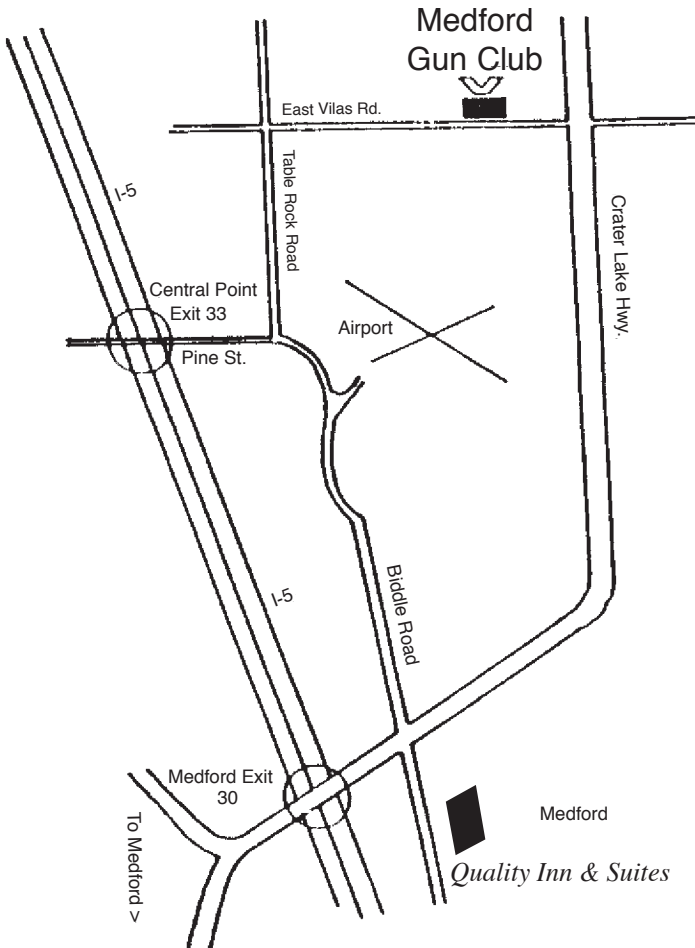 Medford
Gun Club
East Vilas Rd.
I-5
Table Rock Road
Crater Lake Hwy.
Central Point
Exit 33
Airport
Pine St.
I-5
Biddle Road
Medford Exit
30
To Medford >
Medford
Quality Inn & Suites